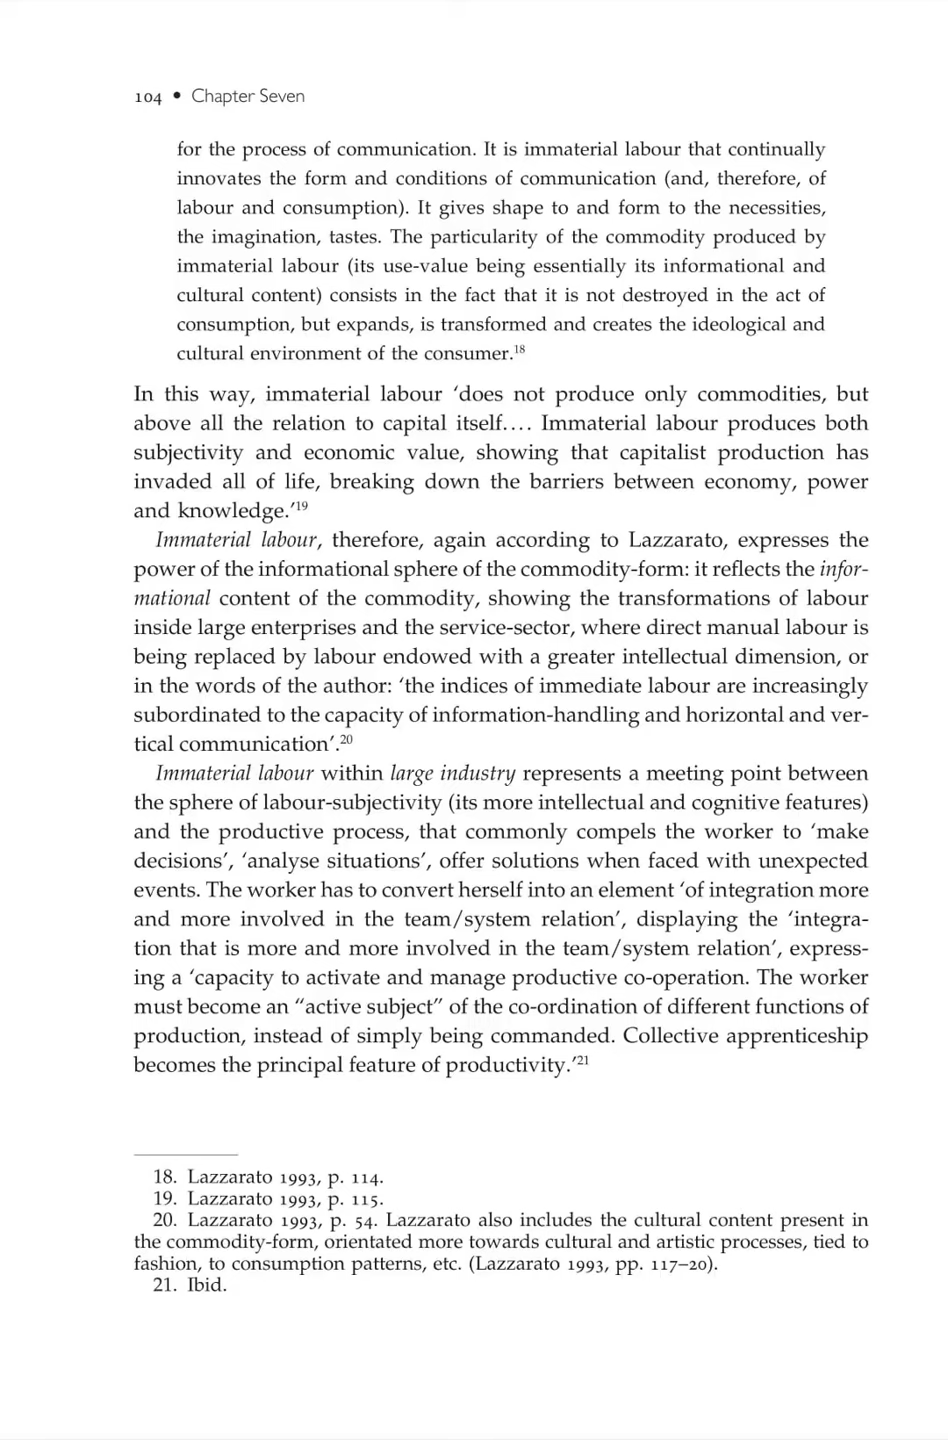 104 • Chapter Seven
for the process of communication. It is immaterial labour that continually
innovates the form and conditions of communication (and, therefore, of
labour and consumption). It gives shape to and form to the necessities,
the imagination, tastes. The particularity of the commodity produced by
immaterial labour (its use-value being essentially its informational and
cultural content) consists in the fact that it is not destroyed in the act of
consumption, but expands, is transformed and creates the ideological and
cultural environment of the consumer.18
In this way, immaterial labour ‘does not produce only commodities, but
above all the relation to capital itself.... Immaterial labour produces both
subjectivity and economic value, showing that capitalist production has
invaded all of life, breaking down the barriers between economy, power
and knowledge.’19
Immaterial labour, therefore, again according to Lazzarato, expresses the
power of the informational sphere of the commodity-form: it reflects the infor-
mational content of the commodity, showing the transformations of labour
inside large enterprises and the service-sector, where direct manual labour is
being replaced by labour endowed with a greater intellectual dimension, or
in the words of the author: ‘the indices of immediate labour are increasingly
subordinated to the capacity of information-handling and horizontal and ver-
tical communication’.20
Immaterial labour within large industry represents a meeting point between
the sphere of labour-subjectivity (its more intellectual and cognitive features)
and the productive process, that commonly compels the worker to ‘make
decisions’, ‘analyse situations’, offer solutions when faced with unexpected
events. The worker has to convert herself into an element ‘of integration more
and more involved in the team/system relation’, displaying the ‘integra-
tion that is more and more involved in the team/system relation’, express-
ing a ‘capacity to activate and manage productive co-operation. The worker
must become an “active subject” of the co-ordination of different functions of
production, instead of simply being commanded. Collective apprenticeship
becomes the principal feature of productivity.’21
18. Lazzarato 1993, p. 114.
19. Lazzarato 1993, p. 115.
20. Lazzarato 1993, p. 54. Lazzarato also includes the cultural content present in
the commodity-form, orientated more towards cultural and artistic processes, tied to
fashion, to consumption patterns, etc. (Lazzarato 1993, pp. 117–20).
21. Ibid.